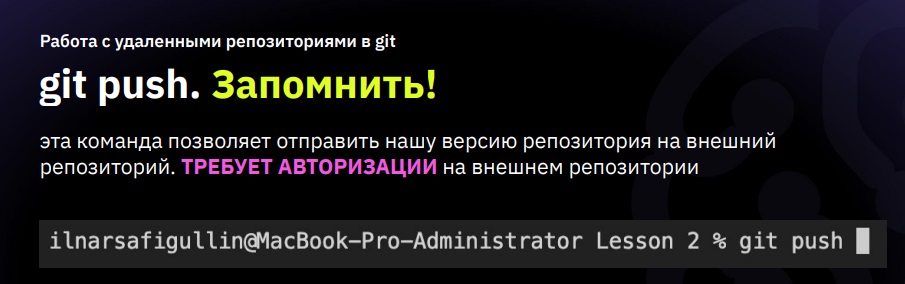 Работа с удаленными репозиториями в git
git push. Запомнить!
эта команда позволяет отправить нашу версию репозитория на внешний
репозиторий. ТРЕБУЕТ АВТОРИЗАЦИИ на внешнем репозитории
ilnarsafigullin@MacBook-Pro-Administrator Lesson 2 % git push